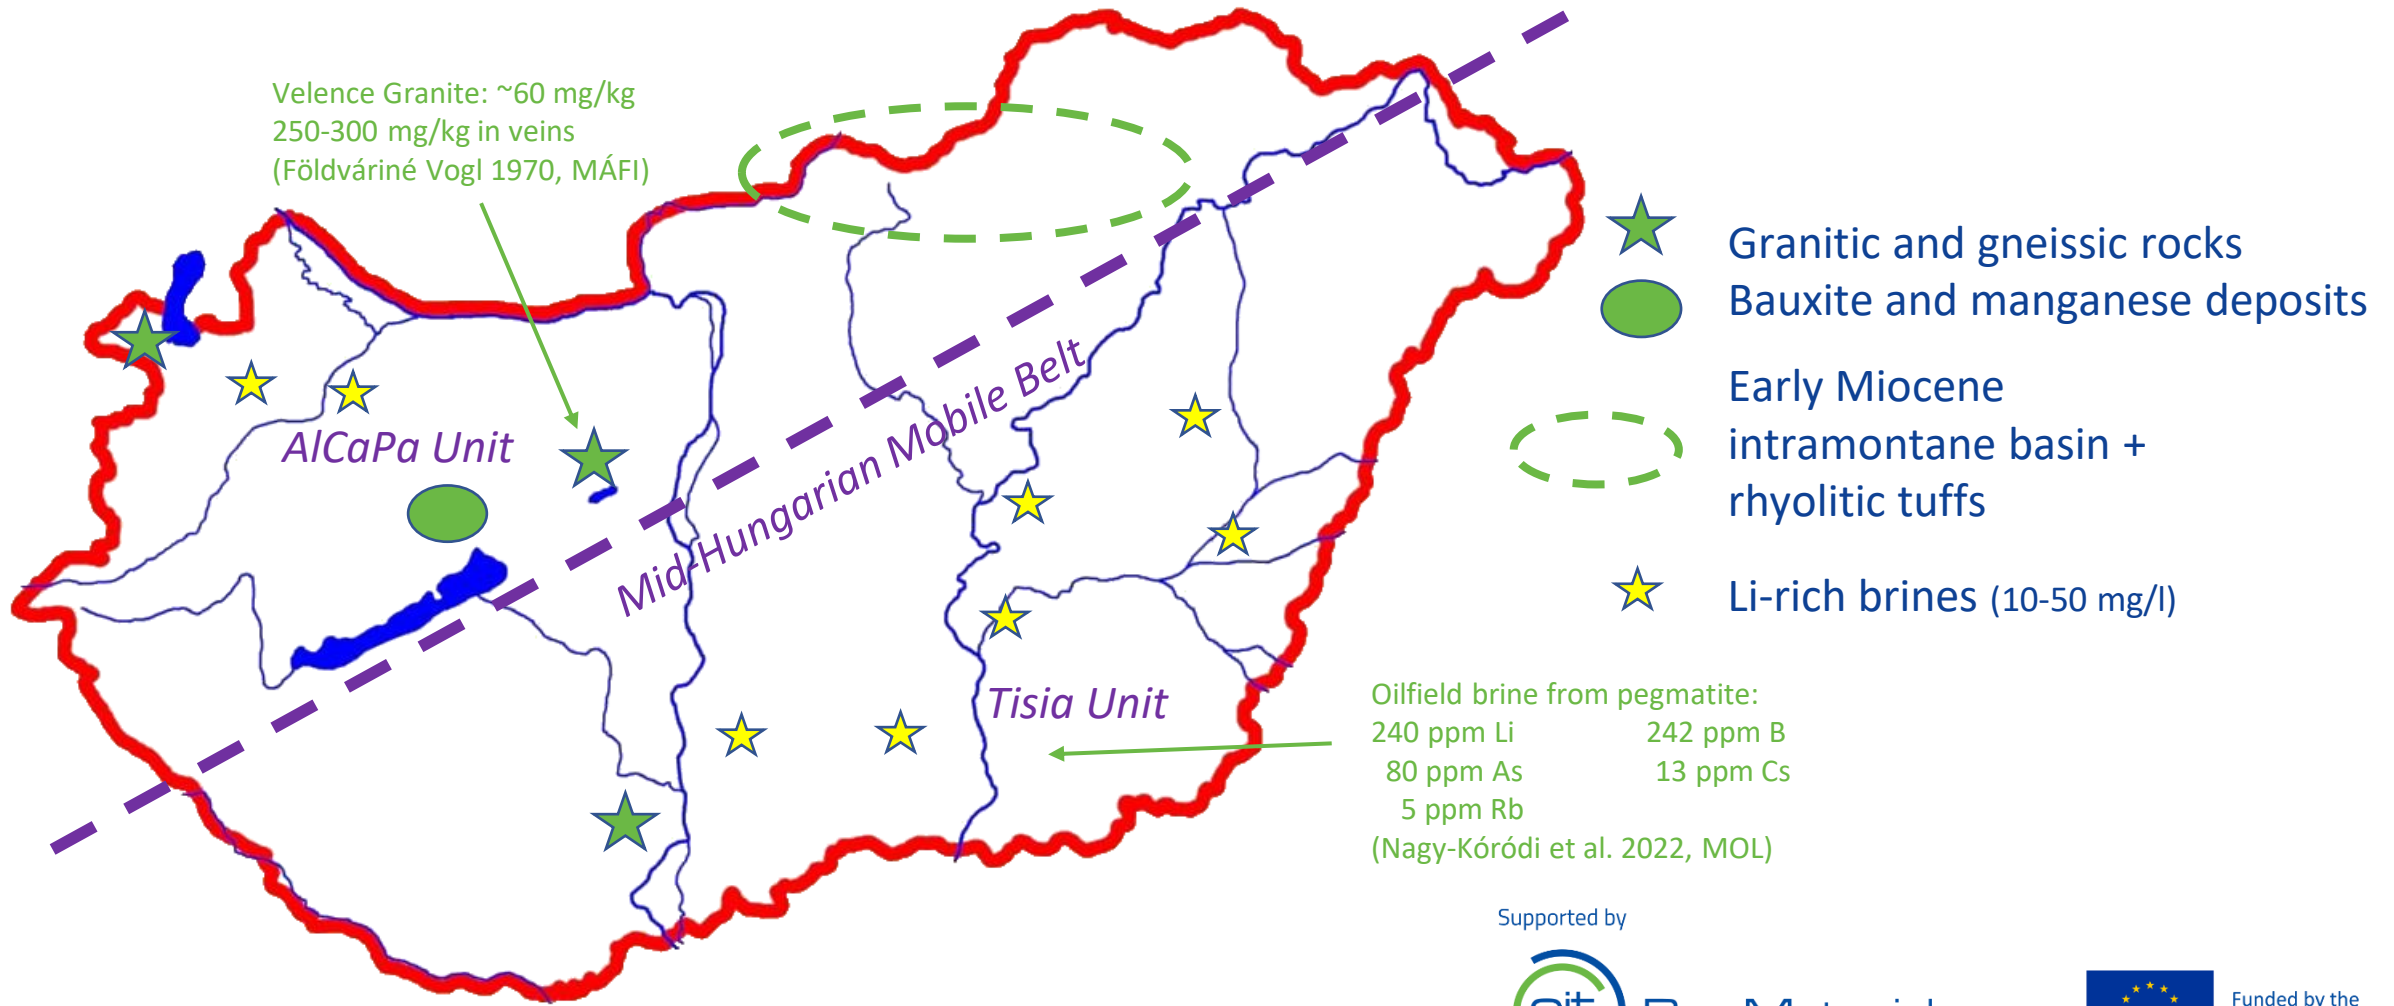 Velence Granite: ~60 mg/kg
250-300 mg/kg in veins
(Földváriné Vogl 1970, MÁFI)
AlCaPa Unit
Mid-Hungarian Mobile Belt
Tisia Unit
Granitic and gneissic rocks
Bauxite and manganese deposits
Early Miocene
intramontane basin +
rhyolitic tuffs
Li-rich brines (10-50 mg/l)
Oilfield brine from pegmatite:
240 ppm Li 242 ppm B
80 ppm As 13 ppm Cs
5 ppm Rb
(Nagy-Kóródi et al. 2022, MOL)
Supported by
Funded by the